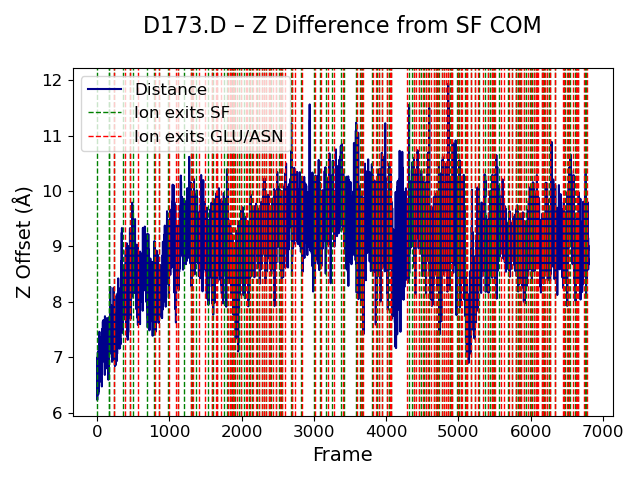 D173.D – Z Difference from SF COM
Distance
Ion exits SF
Ion exits GLU/ASN
Z Offset (Å)
12
11
10
9
8
7
6
0 1000 2000 3000 4000 5000 6000 7000
Frame